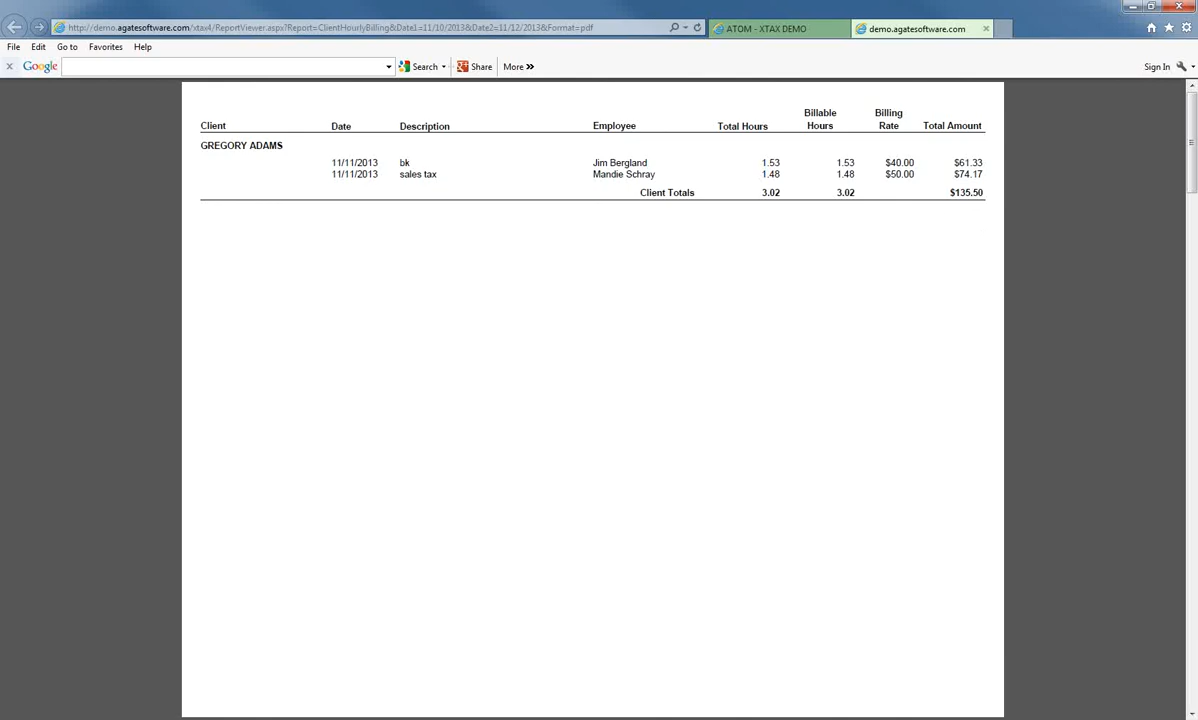 http://demo.agatesoftware.com/xtax4/ReportViewer.aspx?Report=ClientHourlyBilling&Date1=11/10/2013&Date2=11/12/2013&Format=pdf
ATOM - XTAX DEMO
demo.agatesoftware.com
File Edit Go to Favorites Help
Google Search Share More » Sign In
Client Date Description Employee Total Hours Billable Hours Billing Rate Total Amount
GREGORY ADAMS
11/11/2013 bk Jim Bergland 1.53 1.53 $40.00 $61.33
11/11/2013 sales tax Mandie Schray 1.48 1.48 $50.00 $74.17
Client Totals 3.02 3.02 $135.50